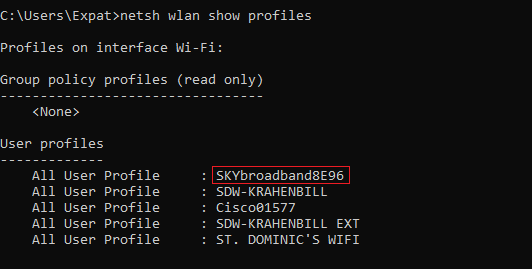 C:\Users\Expat>netsh wlan show profiles
Profiles on interface Wi-Fi:
Group policy profiles (read only)
---------------------------------
    <None>
User profiles
-------------
    All User Profile     : SKYbroadband8E96
    All User Profile     : SDW-KRAHENBILL
    All User Profile     : Cisco01577
    All User Profile     : SDW-KRAHENBILL EXT
    All User Profile     : ST. DOMINIC'S WIFI